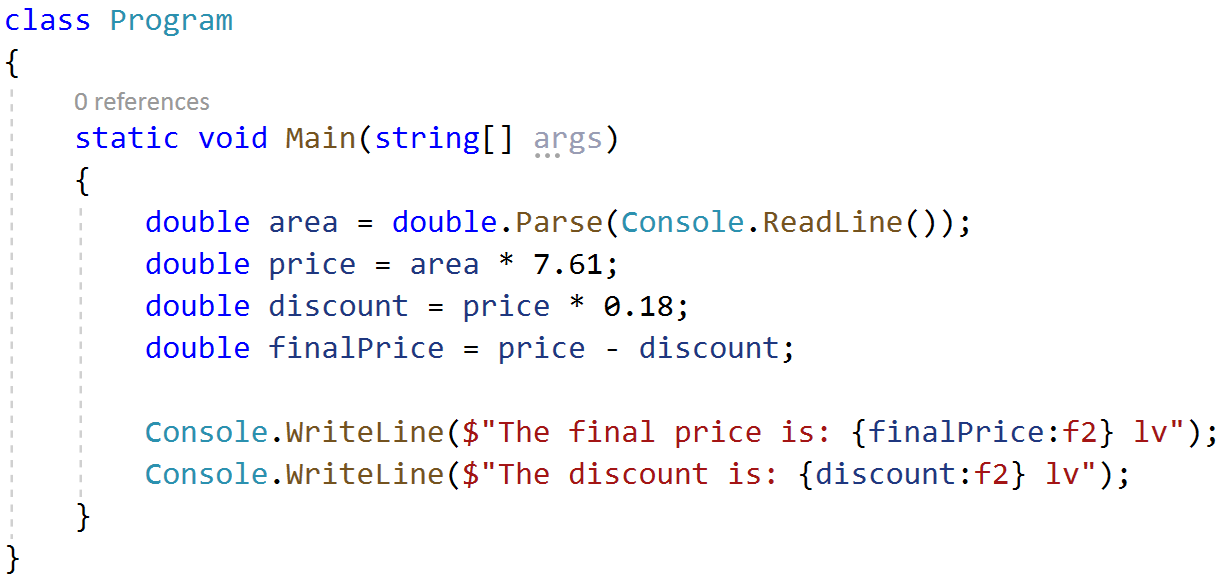 class Program
{
0 references
static void Main(string[] args)
{
double area = double.Parse(Console.ReadLine());
double price = area * 7.61;
double discount = price * 0.18;
double finalPrice = price - discount;
Console.WriteLine($"The final price is: {finalPrice:f2} lv");
Console.WriteLine($"The discount is: {discount:f2} lv");
}
}